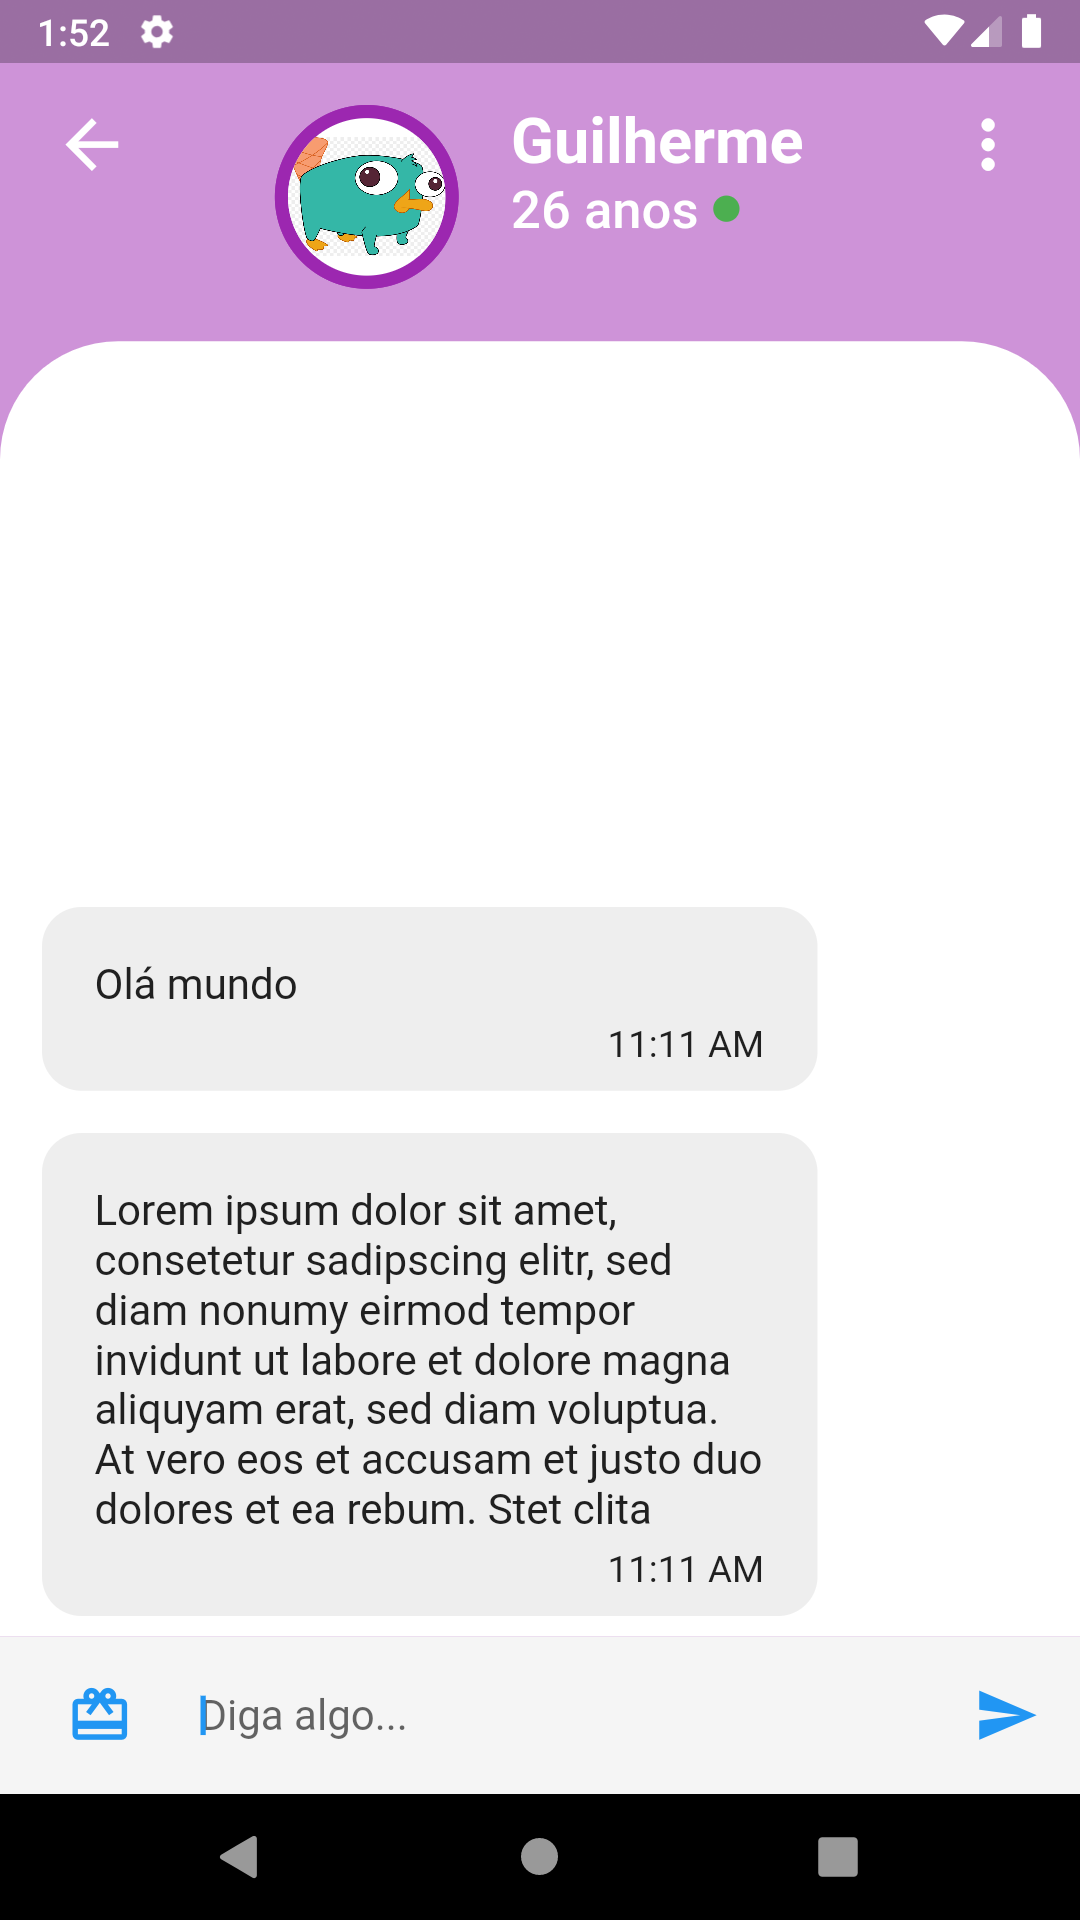 1:52
Guilherme
26 anos
Olá mundo
11:11 AM
Lorem ipsum dolor sit amet,
consetetur sadipscing elitr, sed
diam nonumy eirmod tempor
invidunt ut labore et dolore magna
aliquyam erat, sed diam voluptua.
At vero eos et accusam et justo duo
dolores et ea rebum. Stet clita
11:11 AM
Diga algo...